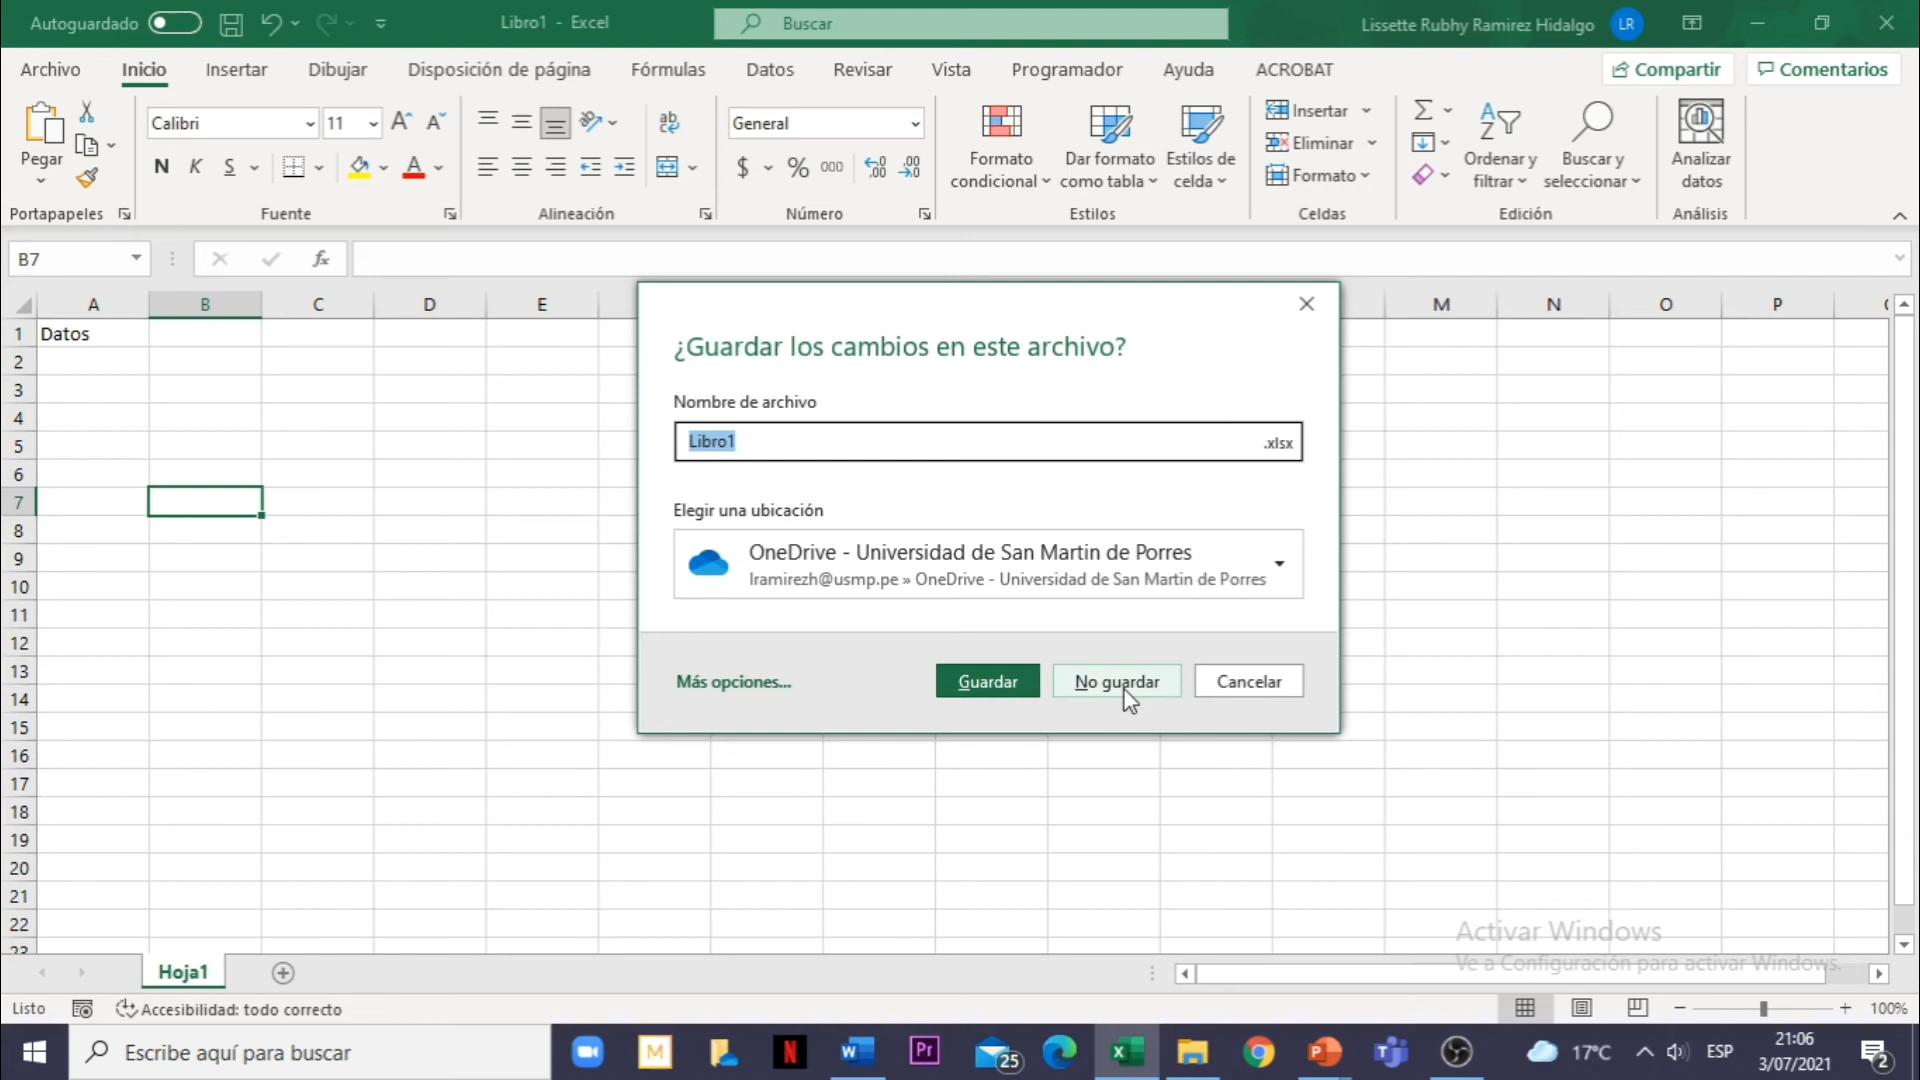 Autoguardado
Libro1 - Excel
Buscar
Lissette Rubhy Ramirez Hidalgo
LR
Archivo
Inicio
Insertar
Dibujar
Disposición de página
Fórmulas
Datos
Revisar
Vista
Programador
Ayuda
ACROBAT
Compartir
Comentarios
Pegar
Portapapeles
Calibri
11
N K S
Fuente
Alineación
General
$ % 000
Número
Formato
condicional
Dar formato
como tabla
Estilos de
celda
Estilos
Insertar
Eliminar
Formato
Celdas
Ordenar y
filtrar
Buscar y
seleccionar
Edición
Analizar
datos
Análisis
B7
fx
A B C D E M N O P
1 Datos
2
3
4
5
6
7
8
9
10
11
12
13
14
15
16
17
18
19
20
21
22
23
¿Guardar los cambios en este archivo?
Nombre de archivo
Libro1 .xlsx
Elegir una ubicación
OneDrive - Universidad de San Martin de Porres
lramirezh@usmp.pe » OneDrive - Universidad de San Martin de Porres
Más opciones...
Guardar
No guardar
Cancelar
Activar Windows
Ve a Configuración para activar Windows.
Hoja1
Listo
Accesibilidad: todo correcto
100%
Escribe aquí para buscar
25
17°C
ESP
21:06
3/07/2021
2